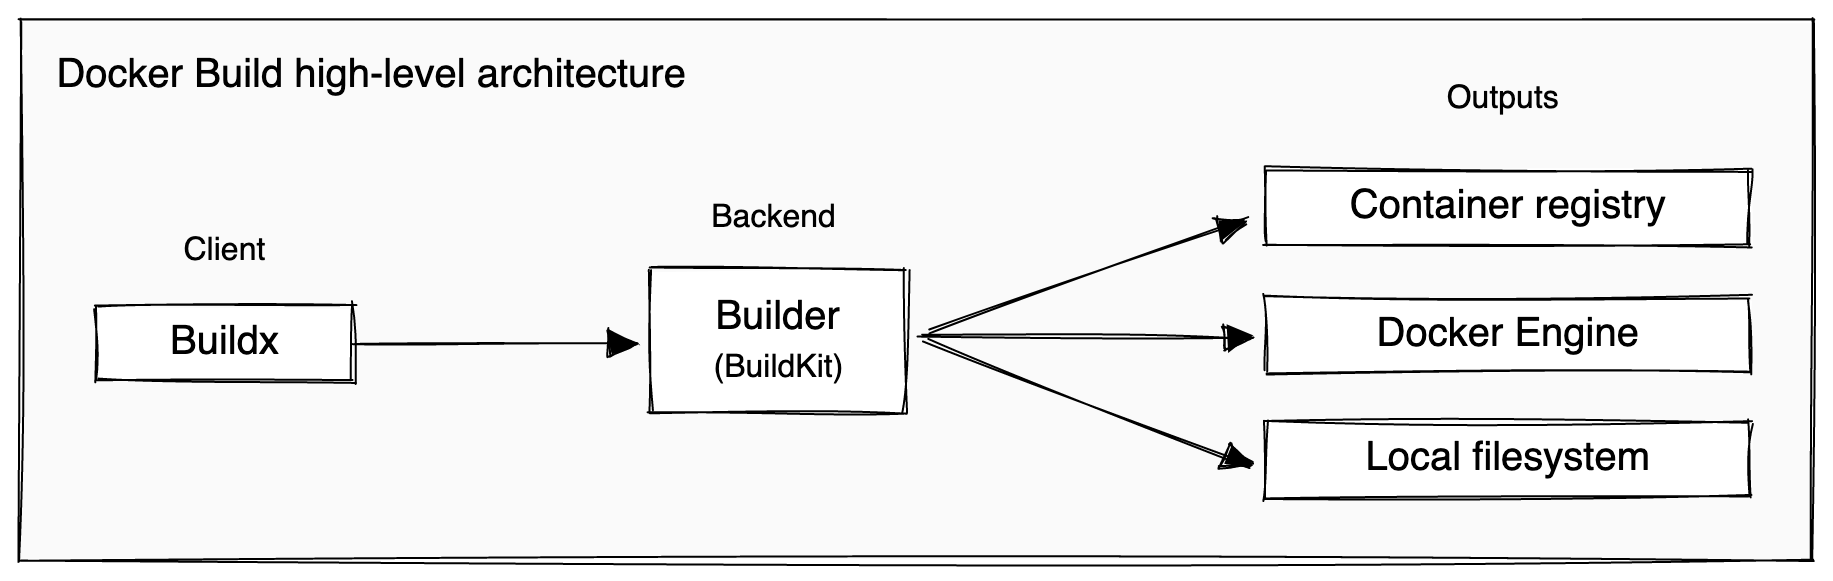 Docker Build high-level architecture
Client
Buildx
Backend
Builder
(BuildKit)
Outputs
Container registry
Docker Engine
Local filesystem